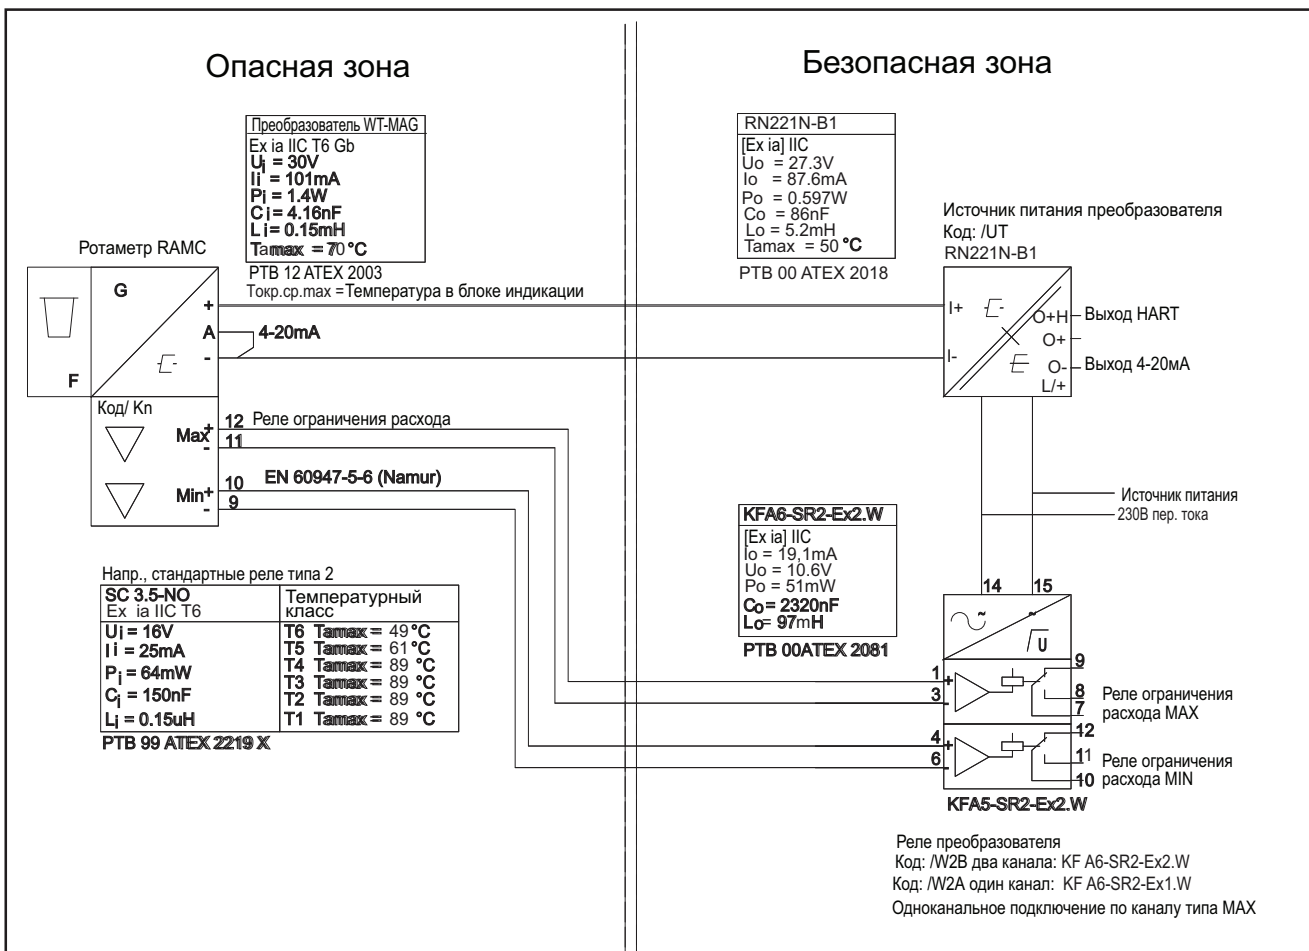 Опасная зона
Безопасная зона
Преобразователь WT-MAG
Ex ia IIC T6 Gb
Ui = 30V
Ii = 101mA
Pi = 1.4W
Ci = 4.16nF
Li = 0.15mH
Tamax = 70 °C
PTB 12 ATEX 2003
Токр.ср.max =Температура в блоке индикации
RN221N-B1
[Ex ia] IIC
Uo = 27.3V
Io = 87.6mA
Po = 0.597W
Co = 86nF
Lo = 5.2mH
Tamax = 50 °C
PTB 00 ATEX 2018
Источник питания преобразователя
Код: /UT
RN221N-B1
Ротаметр RAMC
G
F
+
A
-
4-20mA
I+
I-
O+H
O+
O-
L/+
Выход HART
Выход 4-20мА
Код/ Kn
Max
+
-
12
11
Реле ограничения расхода
Min
+
-
10
9
EN 60947-5-6 (Namur)
Источник питания
230В пер. тока
KFA6-SR2-Ex2.W
[Ex ia] IIC
Io = 19,1mA
Uo = 10.6V
Po = 51mW
Co = 2320nF
Lo= 97mH
PTB 00ATEX 2081
Напр., стандартные реле типа 2
SC 3.5-NO
Ex ia IIC T6
Ui = 16V
Ii = 25mA
Pi = 64mW
Ci = 150nF
Li = 0.15uH
Температурный
класс
T6 Tamax = 49 °C
T5 Tamax = 61 °C
T4 Tamax = 89 °C
T3 Tamax = 89 °C
T2 Tamax = 89 °C
T1 Tamax = 89 °C
PTB 99 ATEX 2219 X
14
15
~
~
U
1
+
3
-
9
8
7
Реле ограничения
расхода MAX
4
+
6
-
12
11
10
Реле ограничения
расхода MIN
KFA5-SR2-Ex2.W
Реле преобразователя
Код: /W2B два канала: KF A6-SR2-Ex2.W
Код: /W2A один канал: KF A6-SR2-Ex1.W
Одноканальное подключение по каналу типа MAX